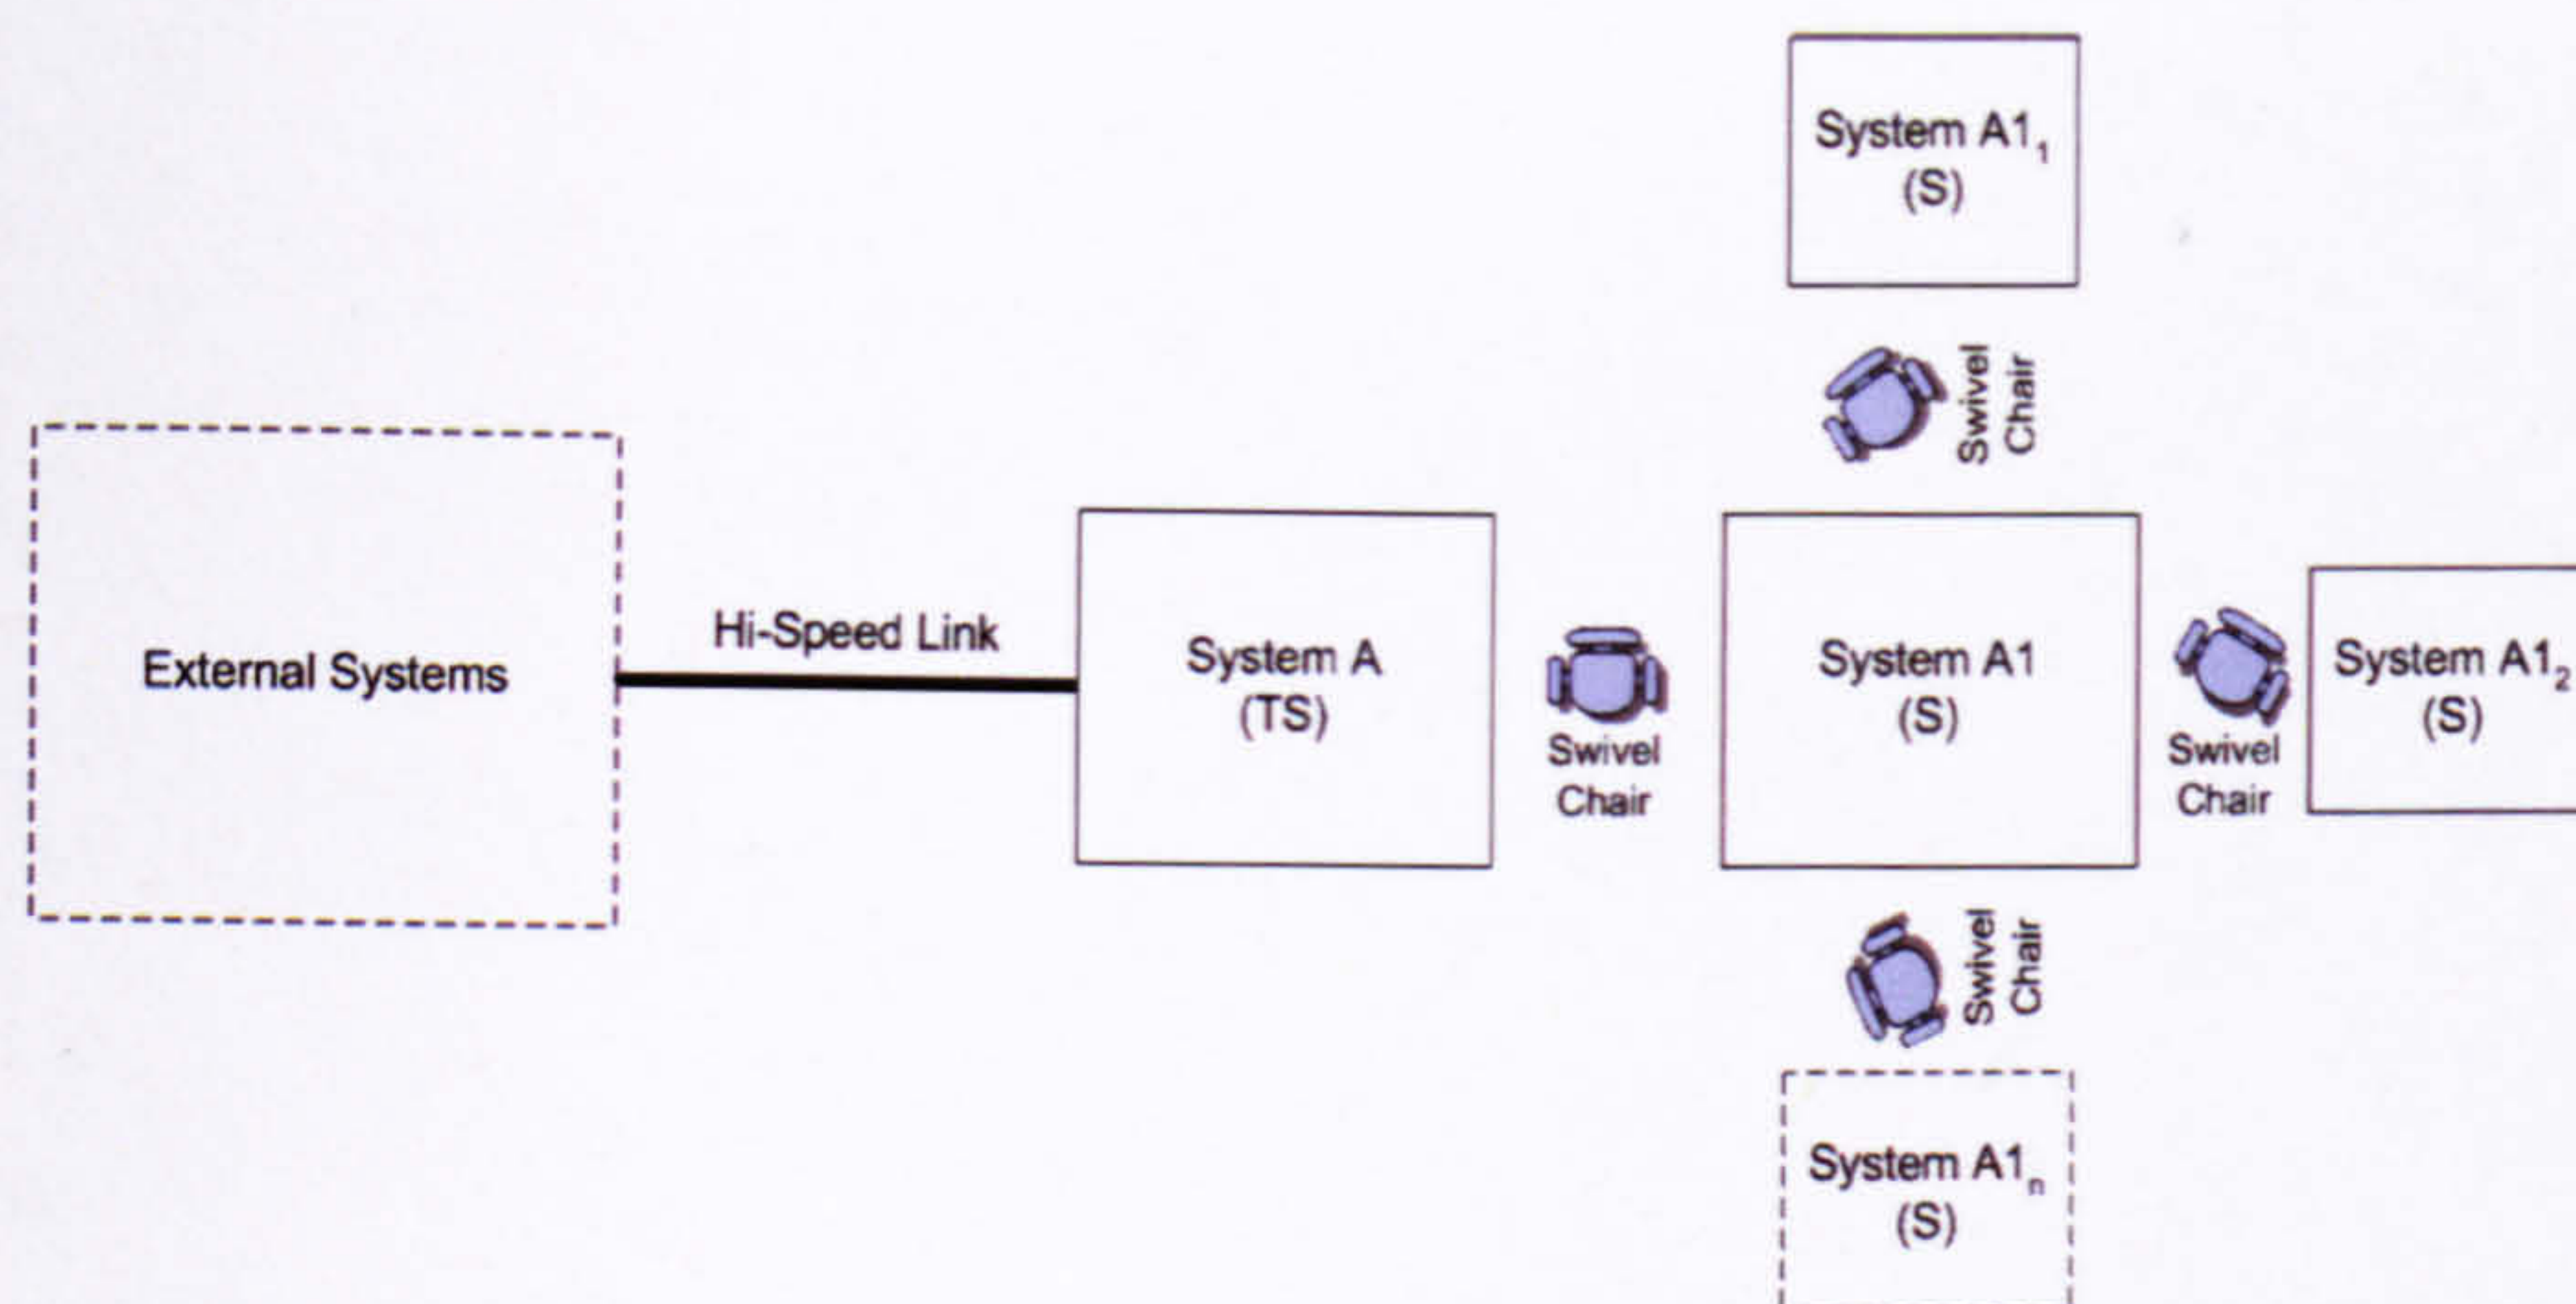 System A1₁
(S)
Swivel
Chair
External Systems
Hi-Speed Link
System A
(TS)
Swivel
Chair
System A1
(S)
Swivel
Chair
System A1₂
(S)
Swivel
Chair
System A1ₙ
(S)